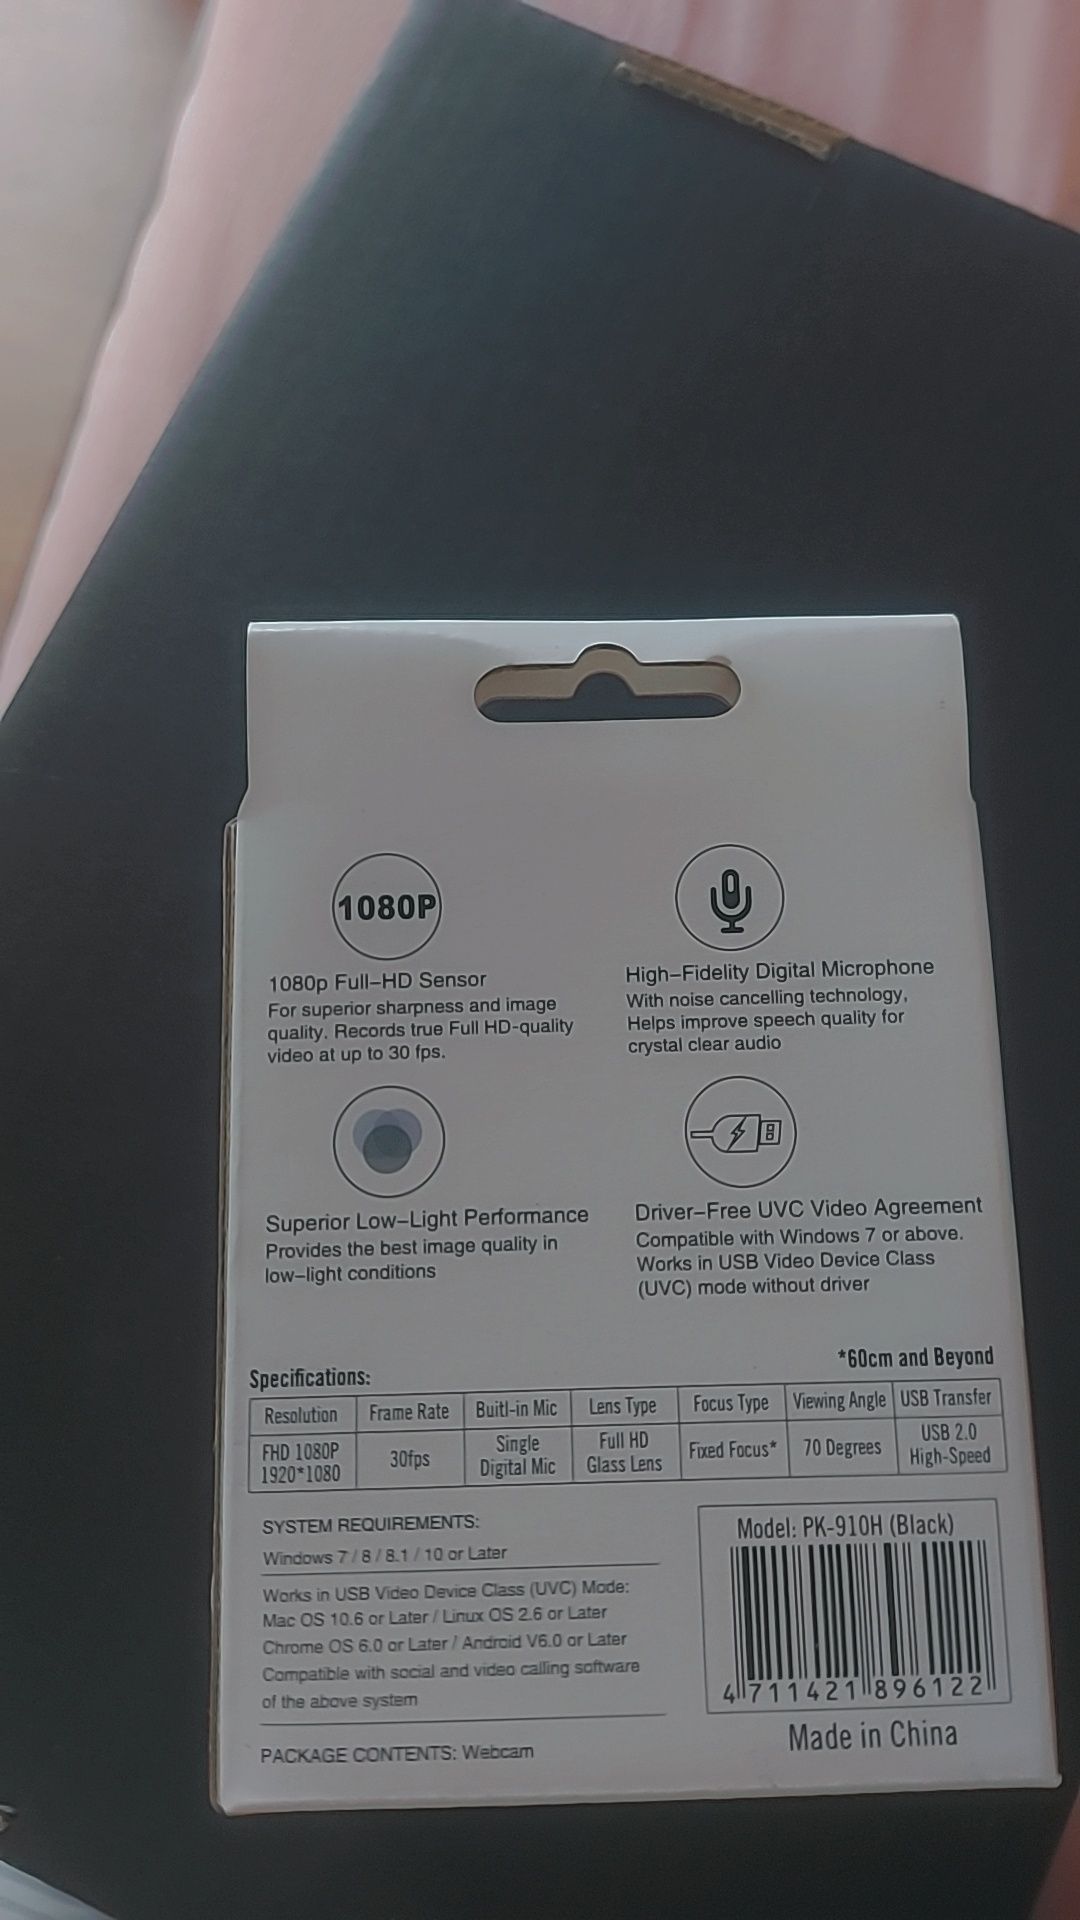 1080P
1080p Full-HD Sensor
For superior sharpness and image
quality. Records true Full HD-quality
video at up to 30 fps.
High-Fidelity Digital Microphone
With noise cancelling technology,
Helps improve speech quality for
crystal clear audio
Superior Low-Light Performance
Provides the best image quality in
low-light conditions
Driver-Free UVC Video Agreement
Compatible with Windows 7 or above.
Works in USB Video Device Class
(UVC) mode without driver
*60cm and Beyond
Specifications:
Resolution Frame Rate Buitl-in Mic Lens Type Focus Type Viewing Angle USB Transfer
FHD 1080P 1920*1080 30fps Single Digital Mic Full HD Glass Lens Fixed Focus* 70 Degrees USB 2.0 High-Speed
SYSTEM REQUIREMENTS:
Windows 7 / 8 / 8.1 / 10 or Later
Works in USB Video Device Class (UVC) Mode:
Mac OS 10.6 or Later / Linux OS 2.6 or Later
Chrome OS 6.0 or Later / Android V6.0 or Later
Compatible with social and video calling software
of the above system
PACKAGE CONTENTS: Webcam
Model: PK-910H (Black)
4 711421 896122
Made in China